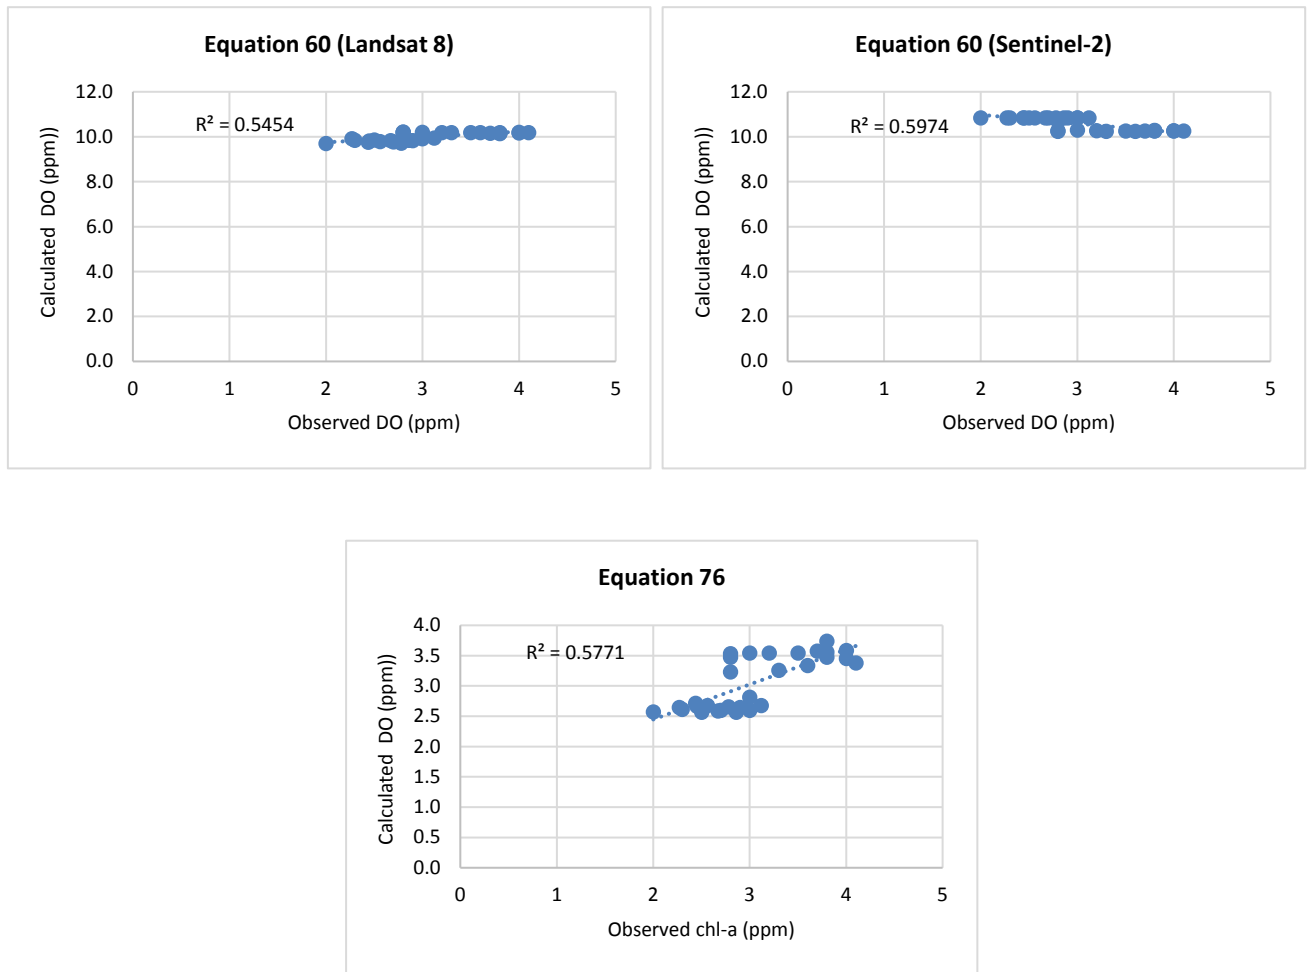 Equation 60 (Landsat 8)
R² = 0.5454
Calculated DO (ppm))
12.0
10.0
8.0
6.0
4.0
2.0
0.0
0 1 2 3 4 5
Observed DO (ppm)
Equation 60 (Sentinel-2)
R² = 0.5974
Calculated DO (ppm))
12.0
10.0
8.0
6.0
4.0
2.0
0.0
0 1 2 3 4 5
Observed DO (ppm)
Equation 76
R² = 0.5771
Calculated DO (ppm))
4.0
3.5
3.0
2.5
2.0
1.5
1.0
0.5
0.0
0 1 2 3 4 5
Observed chl-a (ppm)